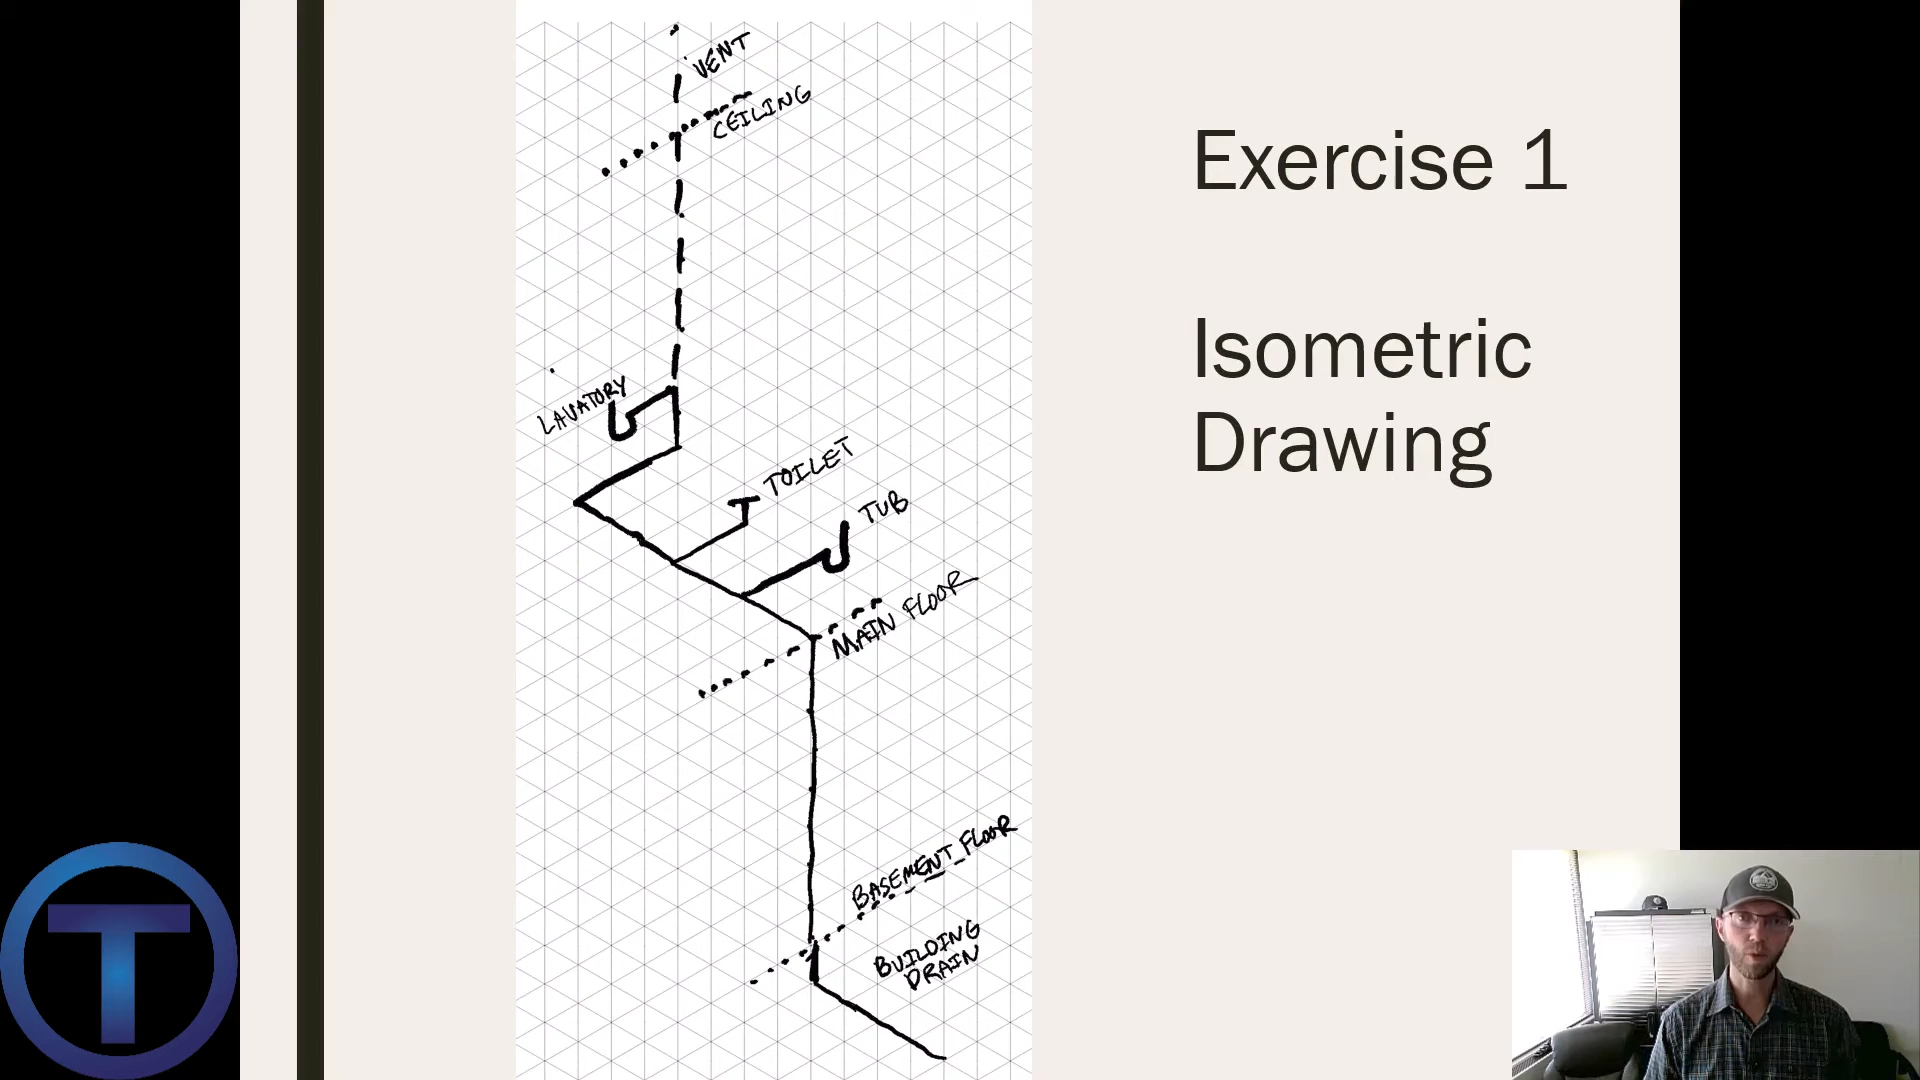 VENT
CEILING
LAVATORY
TOILET
TUB
MAIN FLOOR
BASEMENT FLOOR
BUILDING
DRAIN
Exercise 1
Isometric
Drawing
T